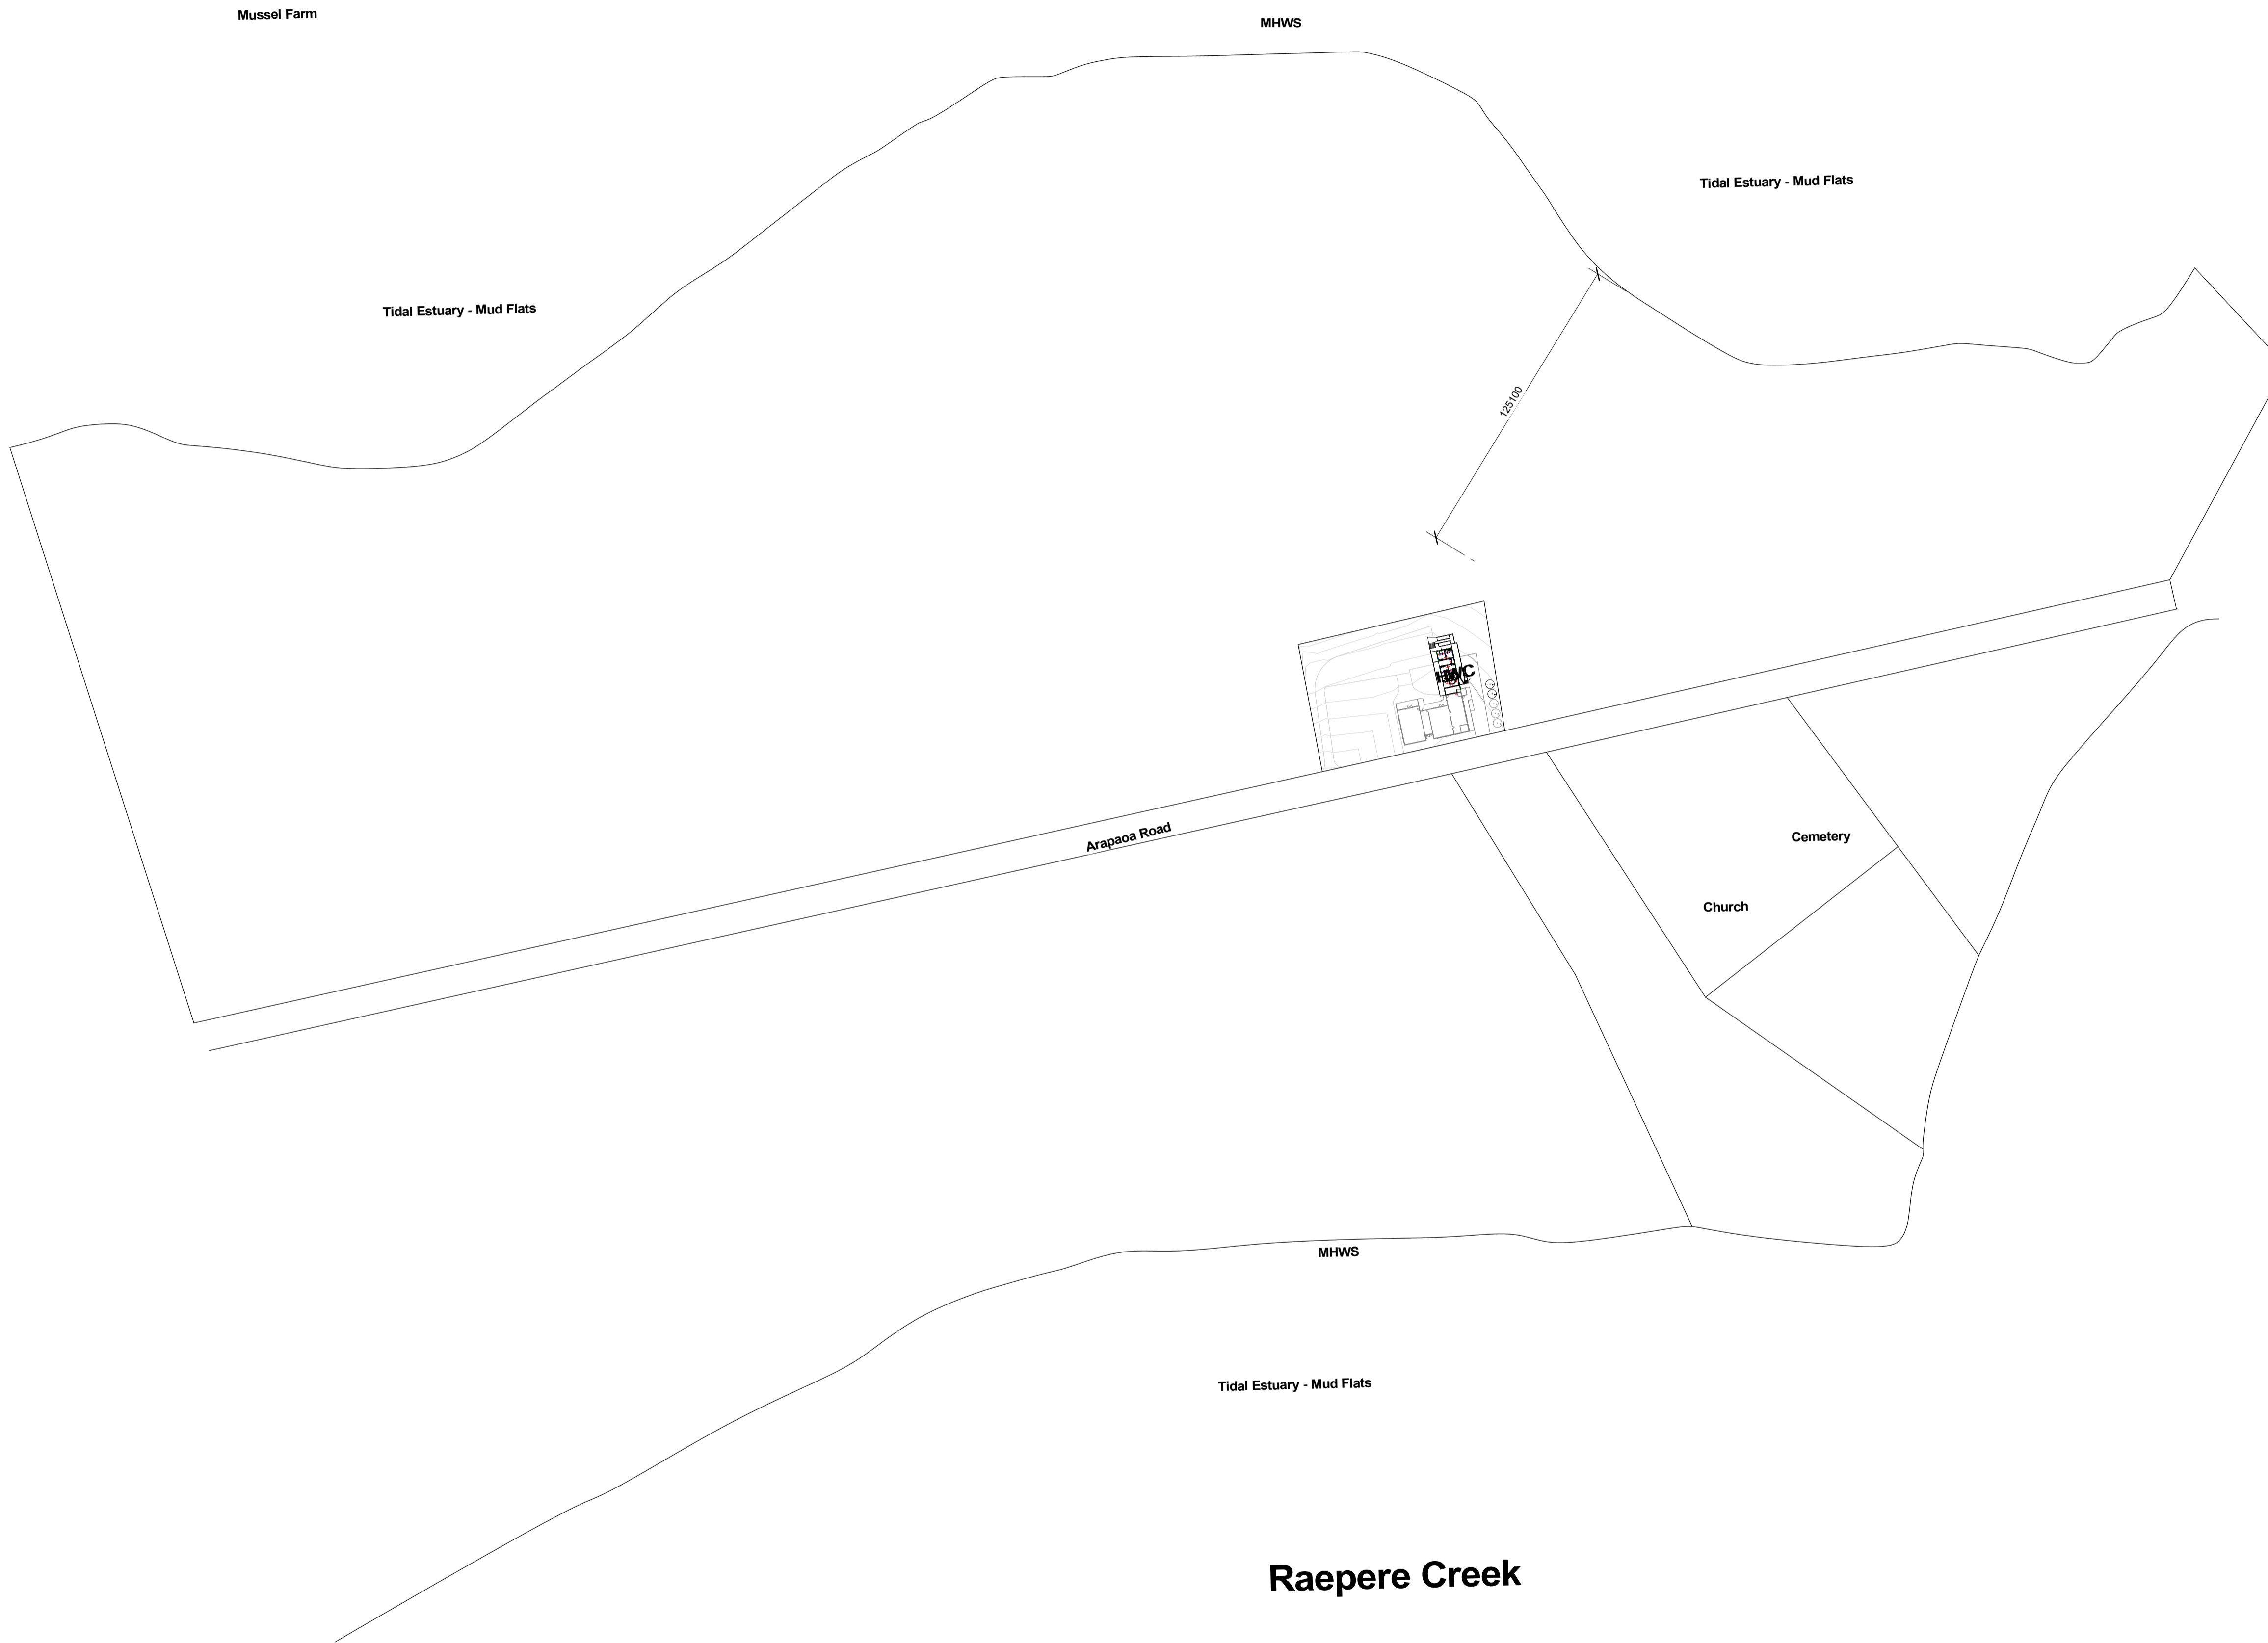 Mussel Farm
MHWS
Tidal Estuary - Mud Flats
Tidal Estuary - Mud Flats
125100
Arapaoa Road
Cemetery
Church
MHWS
Tidal Estuary - Mud Flats
Raepere Creek